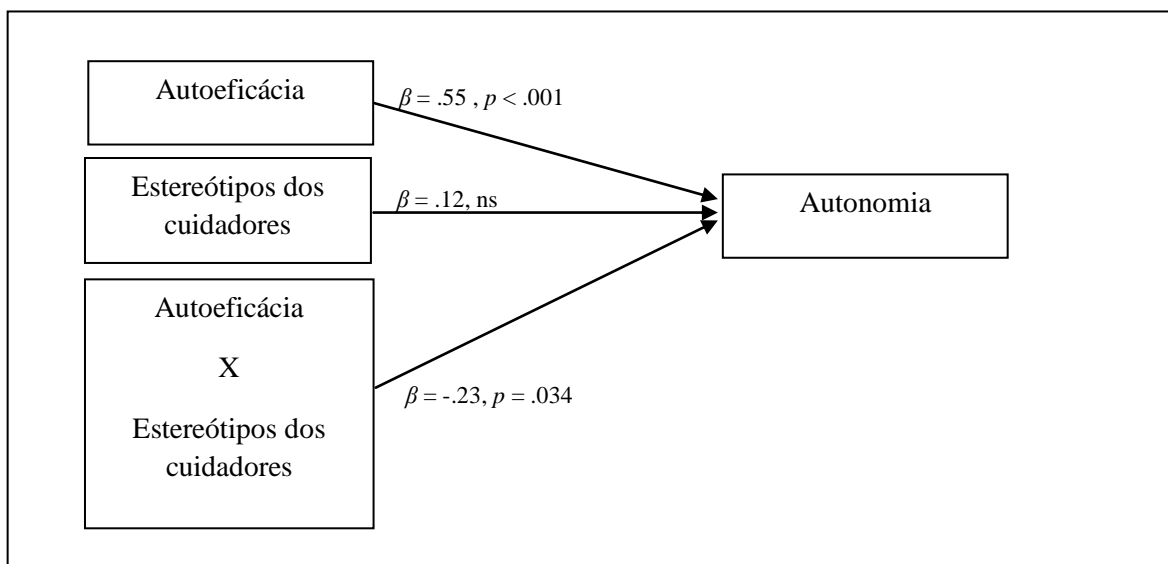 Autoeficácia
β = .55 , p < .001
Estereótipos dos
cuidadores
β = .12, ns
Autonomia
Autoeficácia
X
Estereótipos dos
cuidadores
β = -.23, p = .034